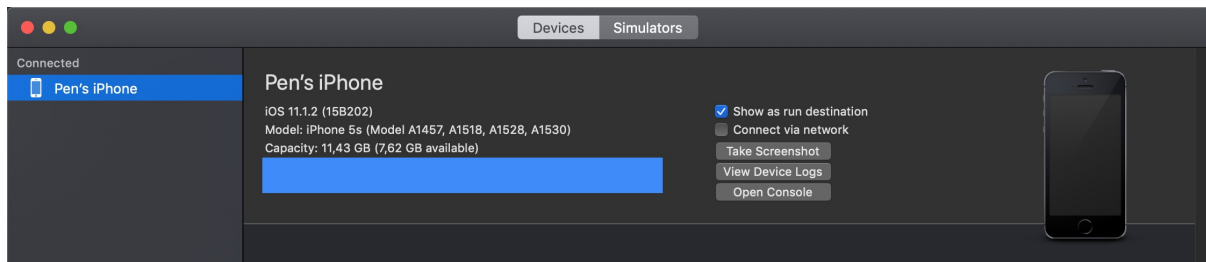 Devices Simulators
Connected
Pen’s iPhone
Pen’s iPhone
iOS 11.1.2 (15B202)
Model: iPhone 5s (Model A1457, A1518, A1528, A1530)
Capacity: 11,43 GB (7,62 GB available)
Show as run destination
Connect via network
Take Screenshot
View Device Logs
Open Console